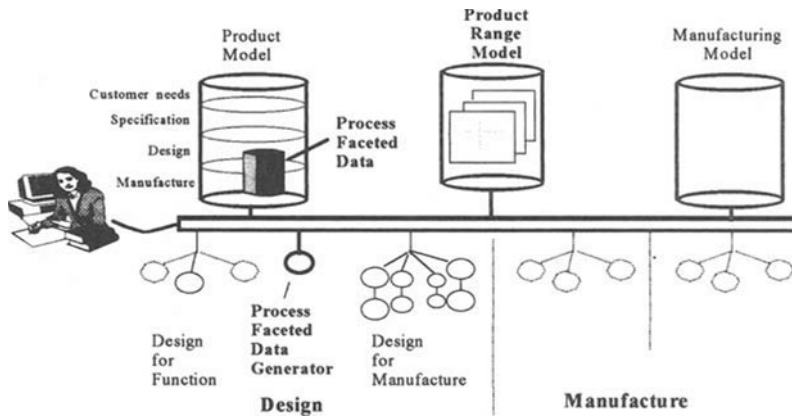 Product
Model
Product
Range
Model
Manufacturing
Model
Customer needs
Specification
Design
Manufacture
Process
Faceted
Data
Design
for
Function
Process
Faceted
Data
Generator
Design
for
Manufacture
Design
Manufacture